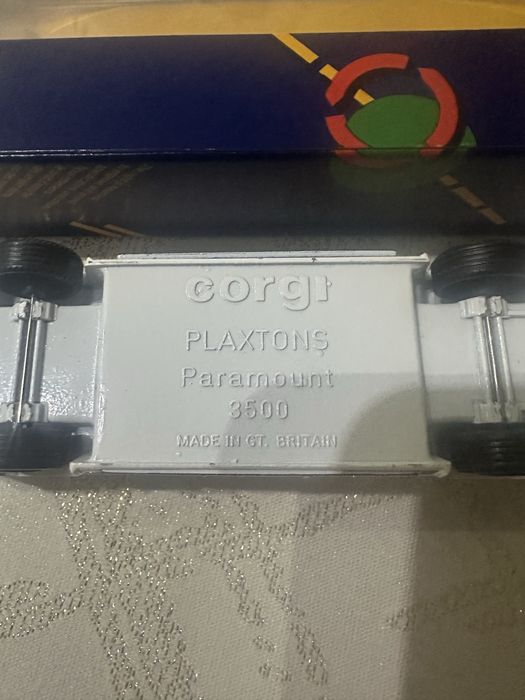 corgi
PLAXTONS
Paramount
3500
MADE IN GT. BRITAIN